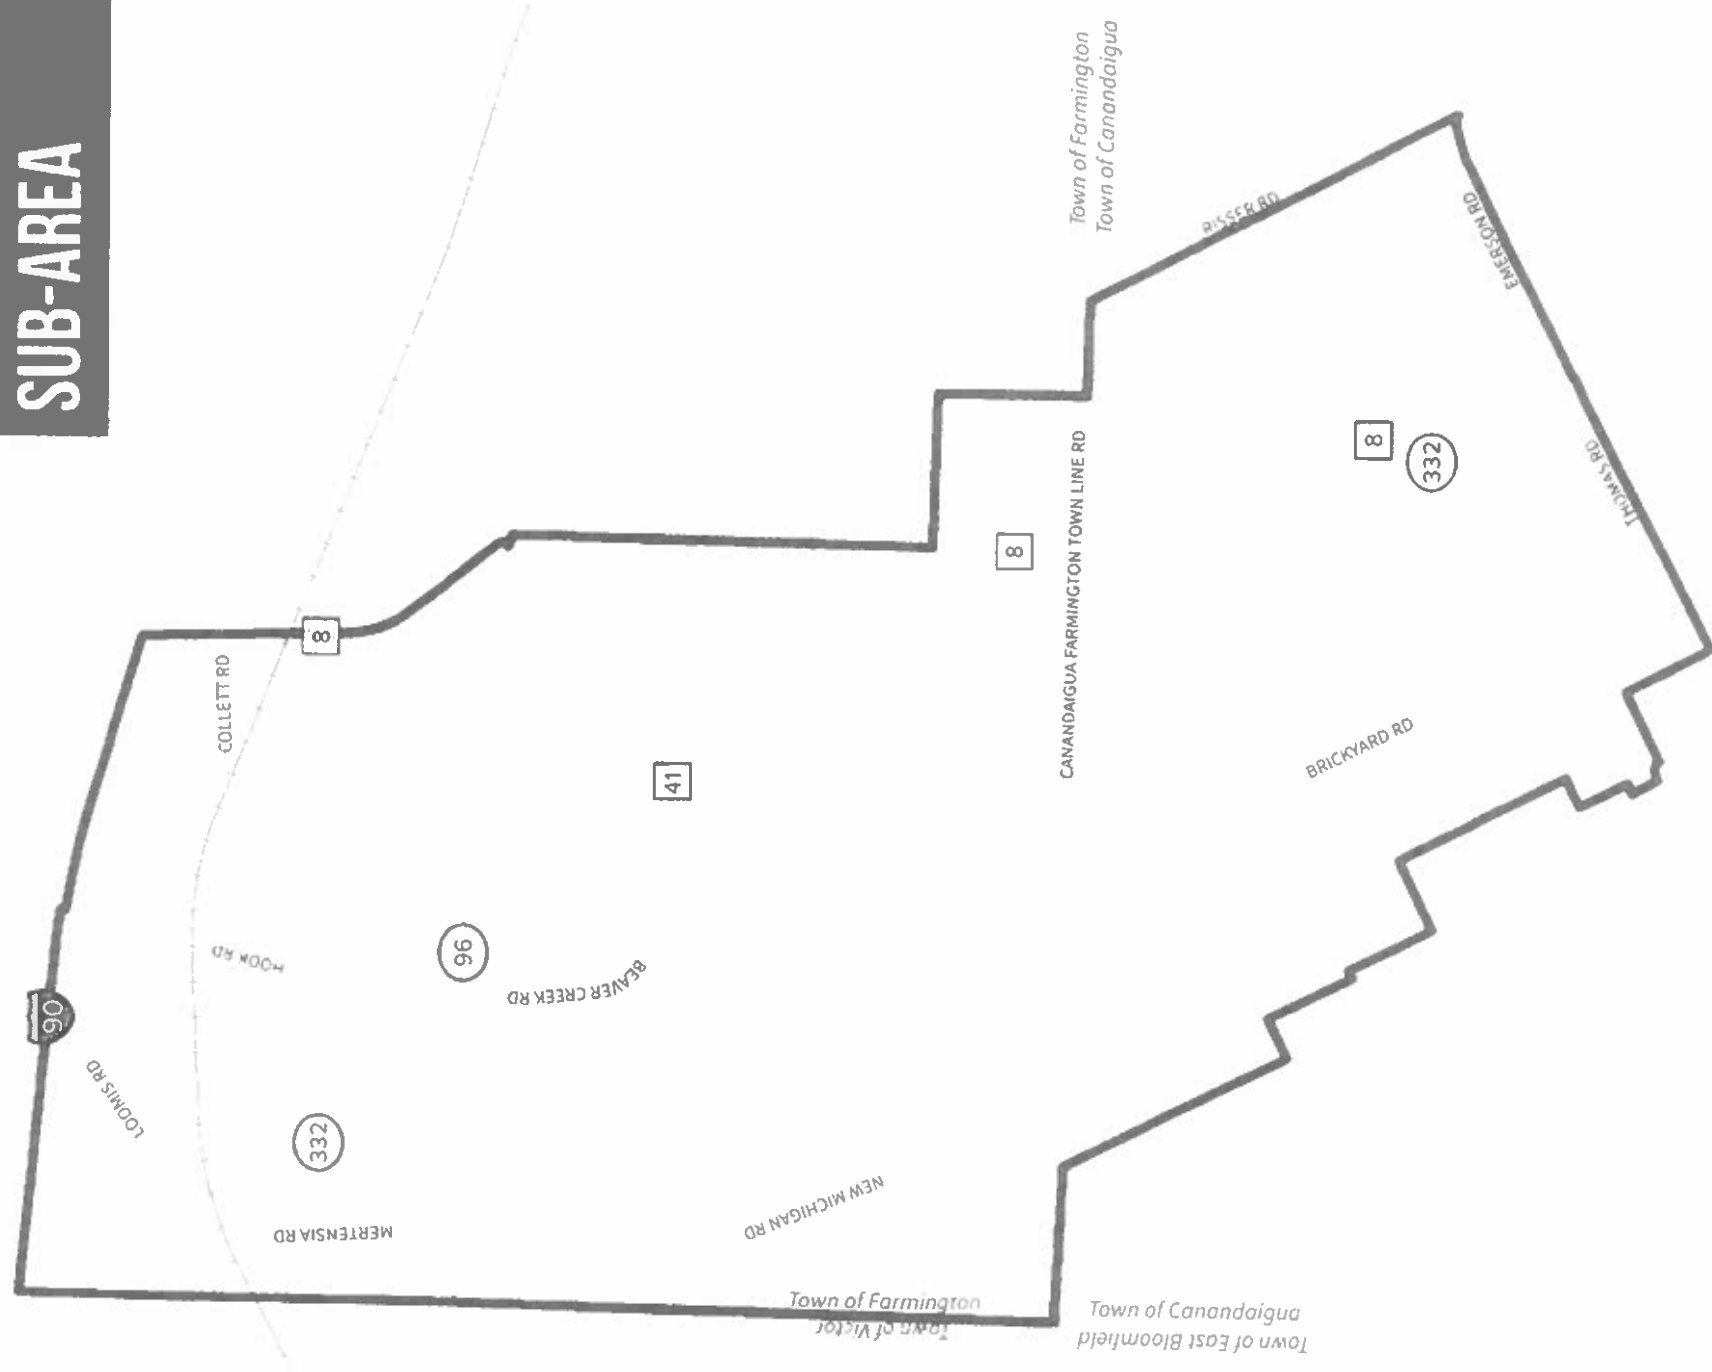 SUB-AREA
Town of Farmington
Town of Canandaigua
RISSER RD
EMERSON RD
THOMAS RD
8
332
8
CANANDAIGUA FARMINGTON TOWN LINE RD
BRICKYARD RD
8
COLLETT RD
41
96
HOOK RD
BEAVER CREEK RD
90
LOOMIS RD
332
MERTENSIA RD
NEW MICHIGAN RD
Town of Farmington
Town of Victor
Town of Canandaigua
Town of East Bloomfield